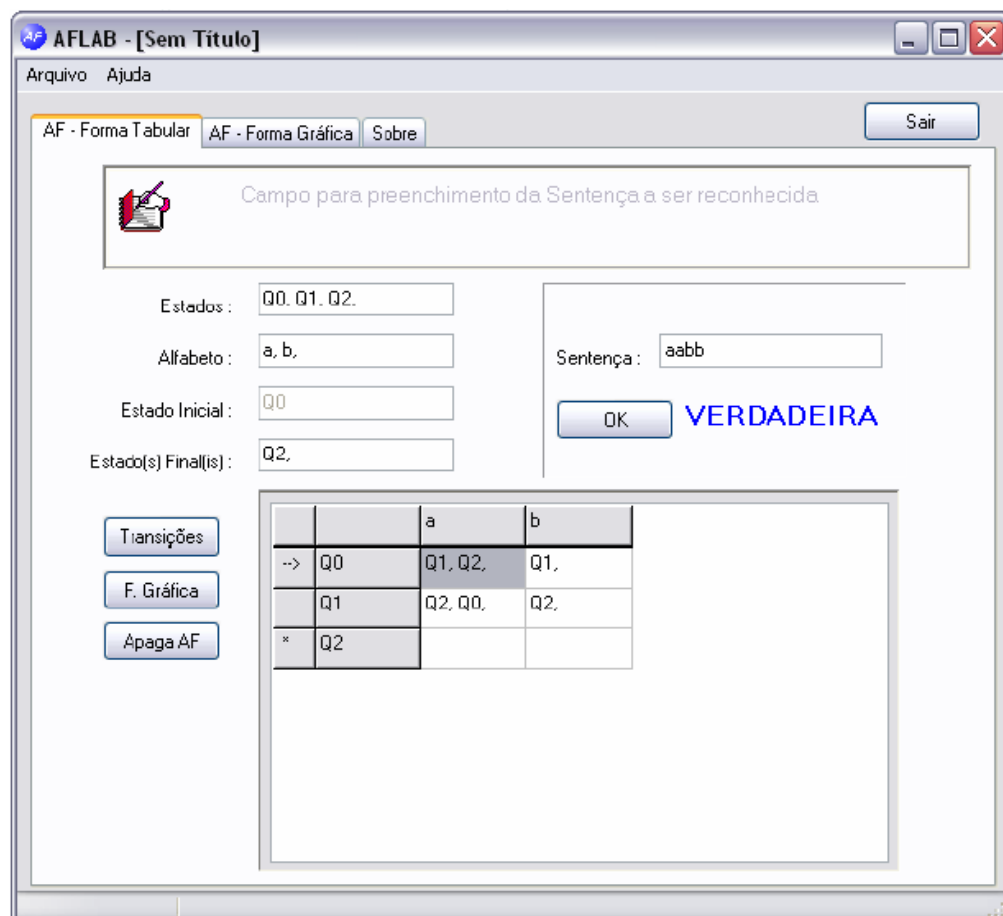 AFLAB - [Sem Título]
Arquivo Ajuda
AF - Forma Tabular AF - Forma Gráfica Sobre Sair
Campo para preenchimento da Sentença a ser reconhecida
Estados : Q0. Q1. Q2.
Alfabeto : a, b,
Sentença : aabb
Estado Inicial : Q0
OK VERDADEIRA
Estado(s) Final(is) : Q2,
Transições
F. Gráfica
Apaga AF
a b
--> Q0 Q1, Q2, Q1,
Q1 Q2, Q0, Q2,
* Q2